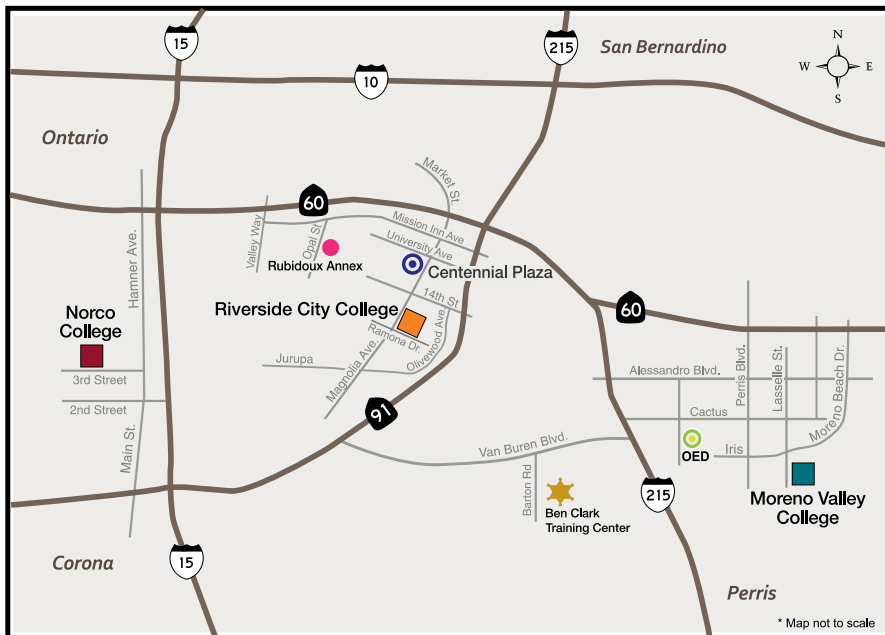 15
215
San Bernardino
N
W
E
S
10
Ontario
Market St.
60
Mission Inn Ave
Valley Way
Opal St
University Ave
Hamner Ave.
Rubidoux Annex
Centennial Plaza
14th St
Riverside City College
Norco
College
60
Ramona Dr.
Olivewood Ave
Perris Blvd.
Lasselle St.
Moreno Beach Dr.
Jurupa
Magnolia Ave.
3rd Street
Alessandro Blvd.
2nd Street
91
Cactus
Main St.
Van Buren Blvd.
OED
Iris
Barton Rd
215
Moreno Valley
College
Ben Clark
Training Center
Corona
15
Perris
* Map not to scale